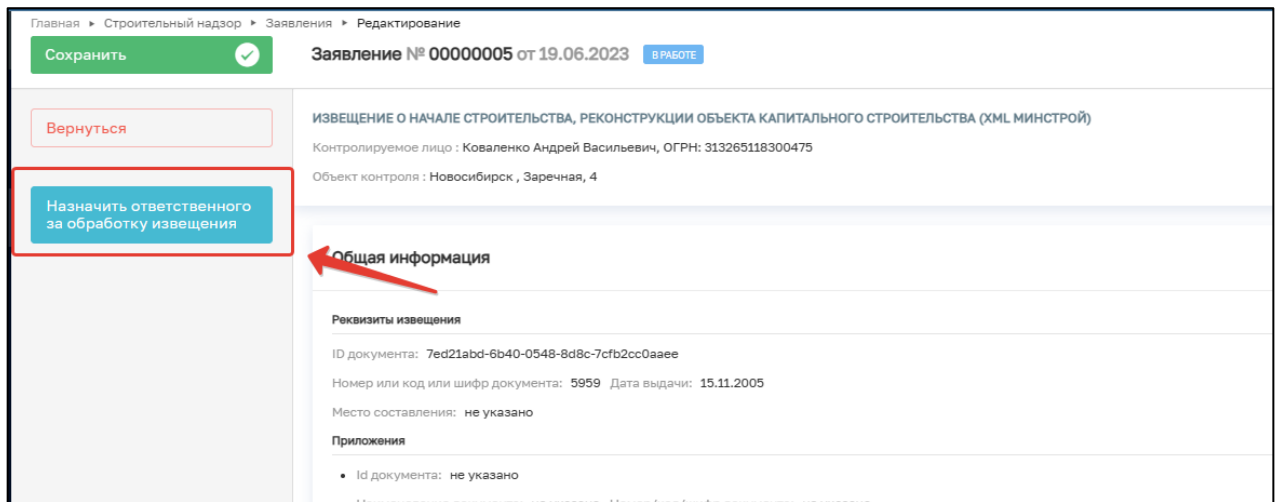 Главная ▸ Строительный надзор ▸ Заявления ▸ Редактирование
Сохранить
Заявление № 00000005 от 19.06.2023 В РАБОТЕ
Вернуться
Назначить ответственного
за обработку извещения
ИЗВЕЩЕНИЕ О НАЧАЛЕ СТРОИТЕЛЬСТВА, РЕКОНСТРУКЦИИ ОБЪЕКТА КАПИТАЛЬНОГО СТРОИТЕЛЬСТВА (XML МИНСТРОЙ)
Контролируемое лицо : Коваленко Андрей Васильевич, ОГРН: 313265118300475
Объект контроля : Новосибирск , Заречная, 4
Общая информация
Реквизиты извещения
ID документа: 7ed21abd-6b40-0548-8d8c-7cfb2cc0aaee
Номер или код или шифр документа: 5959 Дата выдачи: 15.11.2005
Место составления: не указано
Приложения
• Id документа: не указано